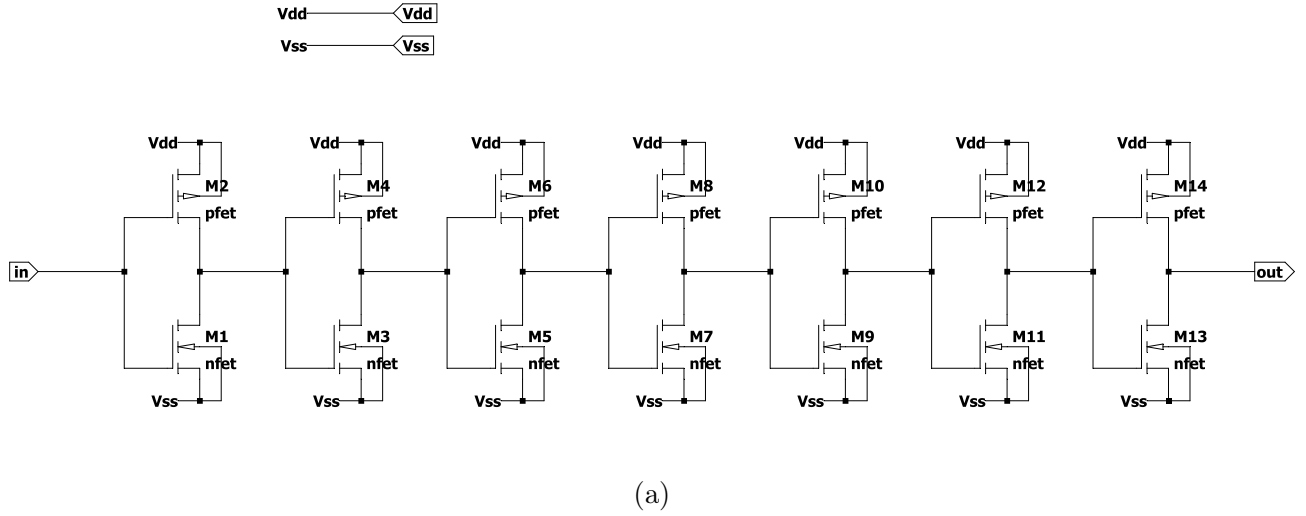 Vdd Vdd
Vss Vss
Vdd Vdd Vdd Vdd Vdd Vdd Vdd
M2 M4 M6 M8 M10 M12 M14
pfet pfet pfet pfet pfet pfet pfet
in out
M1 M3 M5 M7 M9 M11 M13
nfet nfet nfet nfet nfet nfet nfet
Vss Vss Vss Vss Vss Vss Vss
(a)